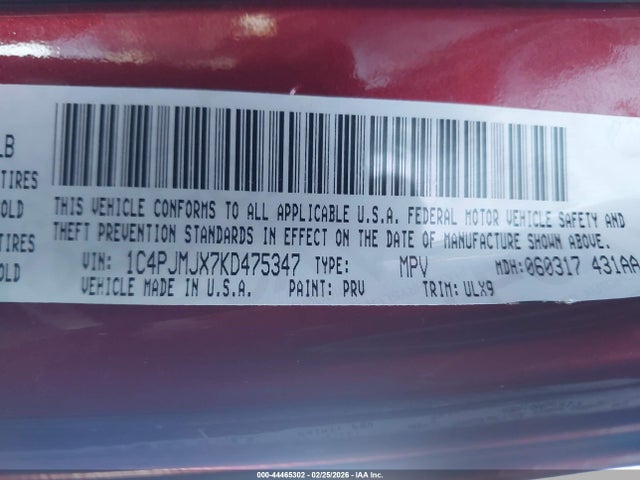 LB
TIRES
OLD
TIRES
OLD
THIS VEHICLE CONFORMS TO ALL APPLICABLE U.S.A. FEDERAL MOTOR VEHICLE SAFETY AND
THEFT PREVENTION STANDARDS IN EFFECT ON THE DATE OF MANUFACTURE SHOWN ABOVE.
VIN: 1C4PJMJX7KD475347 TYPE: MPV MDH: 060317 431AA
VEHICLE MADE IN U.S.A. PAINT: PRV TRIM: ULX9
000-44465302 - 02/25/2026 - © IAA Inc.